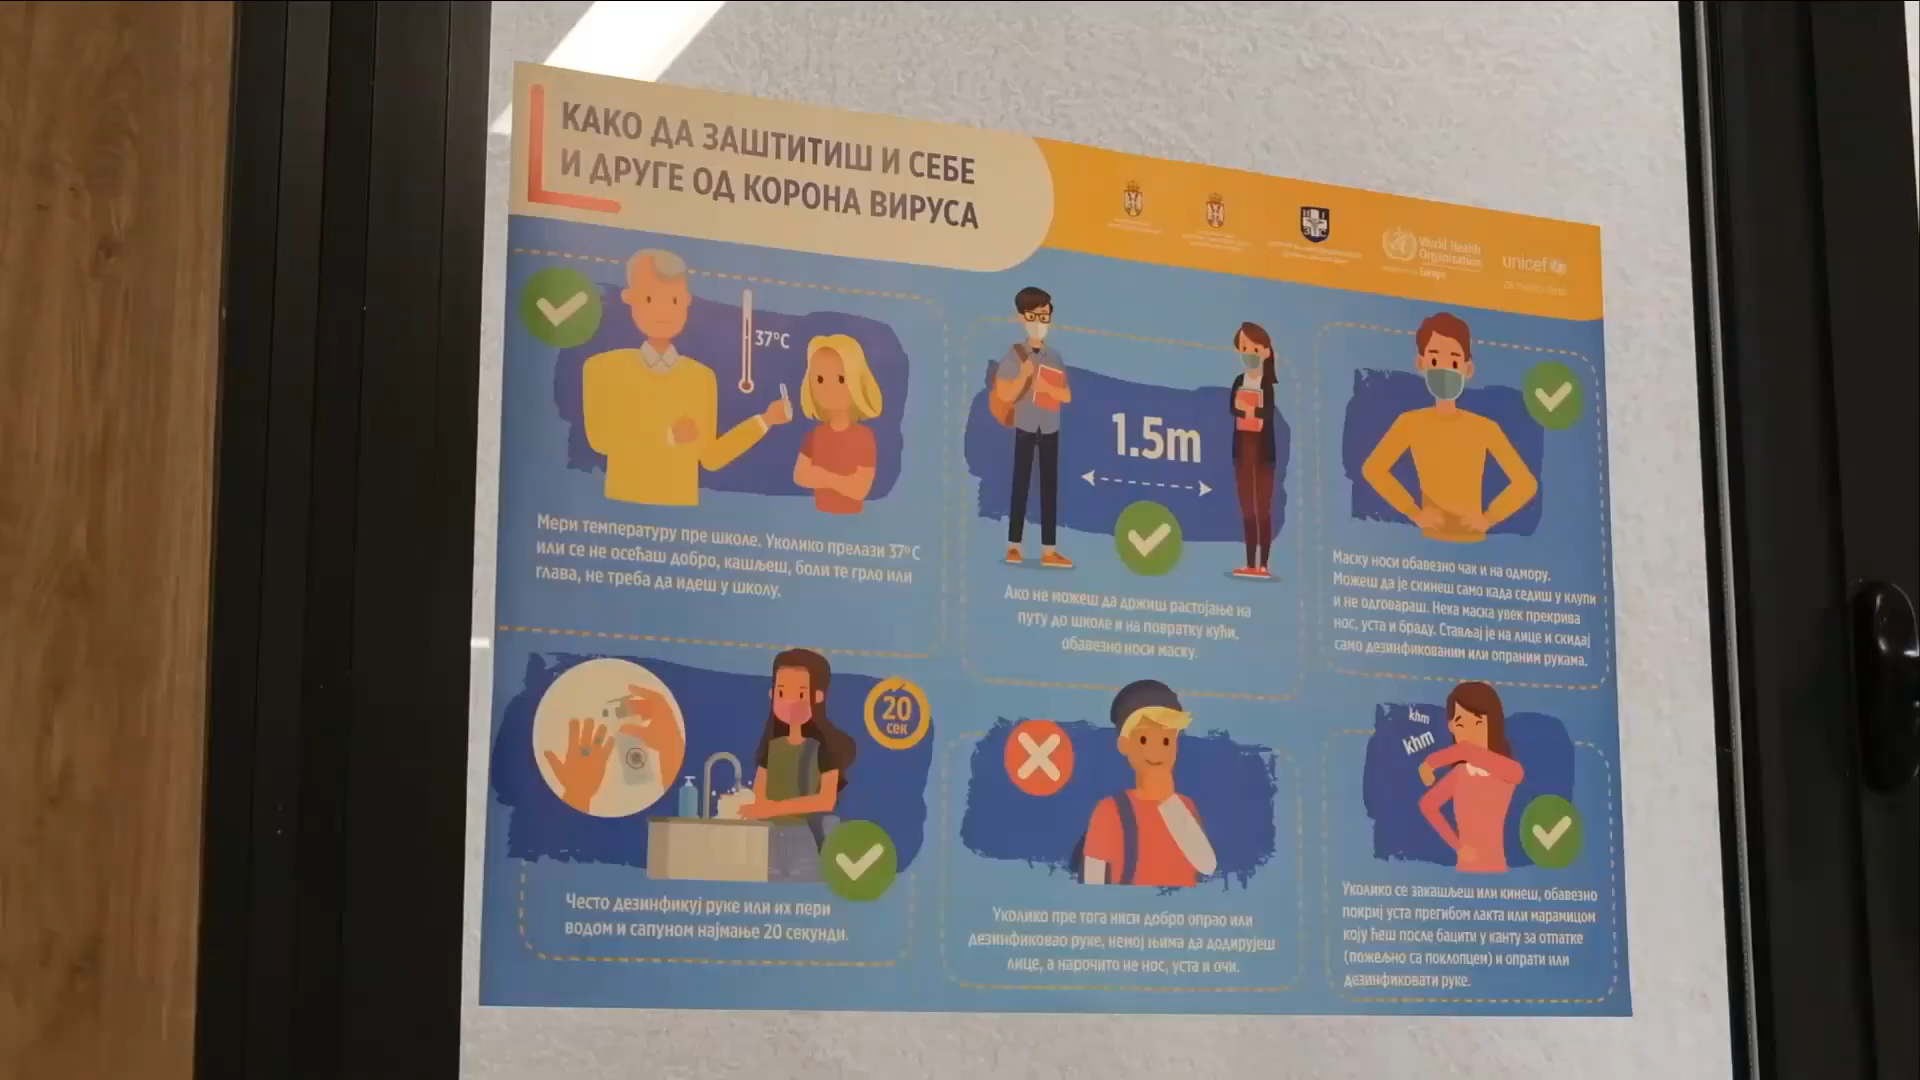 КАКО ДА ЗАШТИТИШ И СЕБЕ
И ДРУГЕ ОД КОРОНА ВИРУСА
World Health
Organization
Europe
unicef
37°C
Мери температуру пре школе. Уколико прелази 37°C
или се не осећаш добро, кашљеш, боли те грло или
глава, не треба да идеш у школу.
1.5m
Ако не можеш да држиш растојање на
путу до школе и на повратку кући,
обавезно носи маску.
Маску носи обавезно чак и на одмору.
Можеш да је скинеш само када седиш у клупи
и не одговараш. Нека маска увек прекрива
нос, уста и браду. Стављај је на лице и скидај
само дезинфикованим или опраним рукама.
20
сек
Често дезинфикуј руке или их пери
водом и сапуном најмање 20 секунди.
Уколико пре тога ниси добро опрао или
дезинфиковао руке, немој њима да додирујеш
лице, а нарочито не нос, уста и очи.
khm
khm
Уколико се закашљеш или кинеш, обавезно
покриј уста прегибом лакта или марамицом
коју ћеш после бацити у канту за отпатке
(пожељно са поклопцем) и опрати или
дезинфиковати руке.